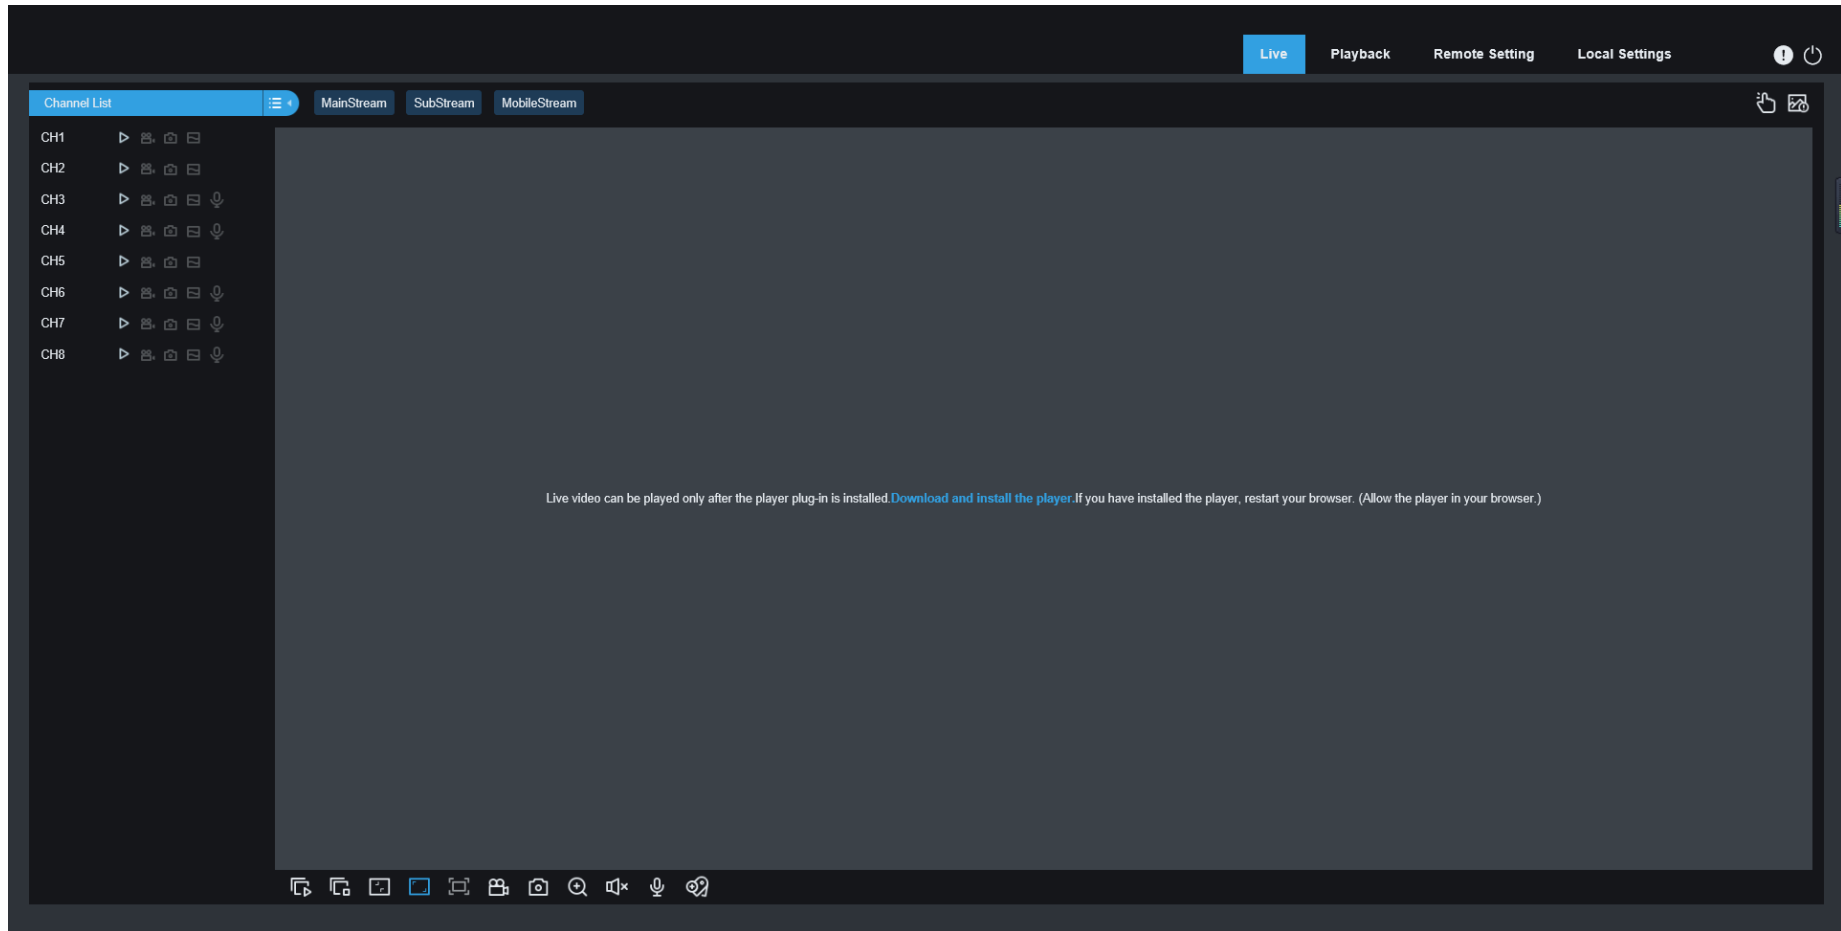 Live Playback Remote Setting Local Settings
Channel List MainStream SubStream MobileStream
CH1
CH2
CH3
CH4
CH5
CH6
CH7
CH8
Live video can be played only after the player plug-in is installed.Download and install the player.If you have installed the player, restart your browser. (Allow the player in your browser.)